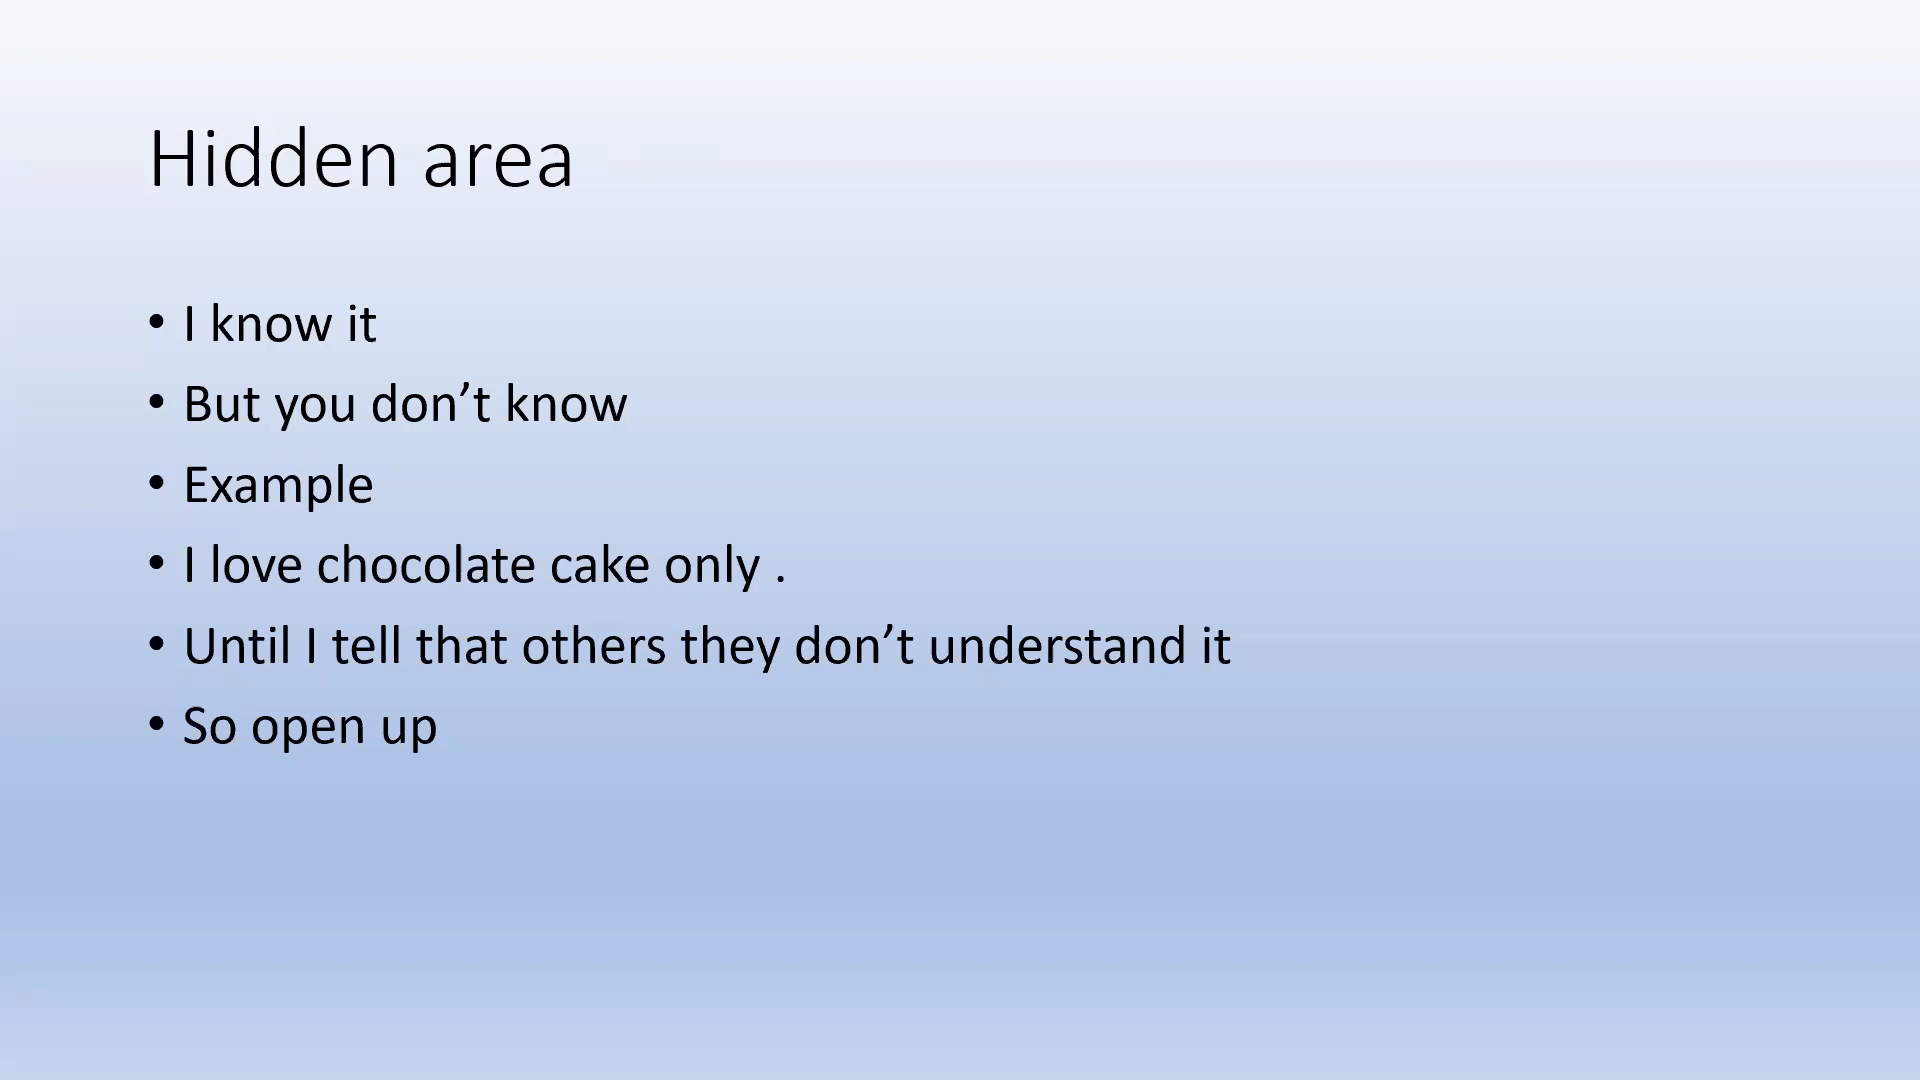 Hidden area
• I know it
• But you don’t know
• Example
• I love chocolate cake only .
• Until I tell that others they don’t understand it
• So open up